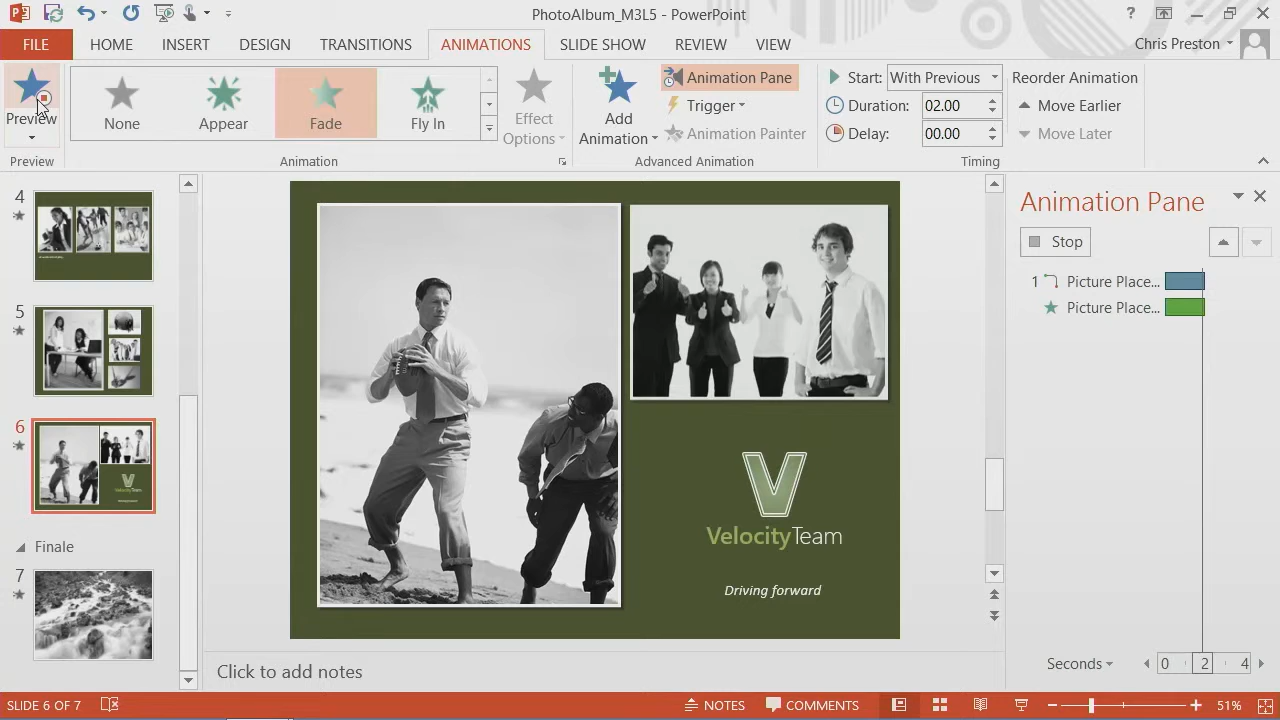 PhotoAlbum_M3L5 - PowerPoint
?
FILE HOME INSERT DESIGN TRANSITIONS ANIMATIONS SLIDE SHOW REVIEW VIEW Chris Preston
Preview
None
Appear
Fade
Fly In
Effect
Options
Add
Animation
Animation Pane
Trigger
Animation Painter
Start: With Previous
Duration: 02.00
Delay: 00.00
Reorder Animation
Move Earlier
Move Later
Preview
Animation
Advanced Animation
Timing
4
5
6
Finale
7
V
VelocityTeam
Driving forward
Click to add notes
Animation Pane
Stop
1 Picture Place...
Picture Place...
Seconds 0 2 4
SLIDE 6 OF 7 NOTES COMMENTS 51%